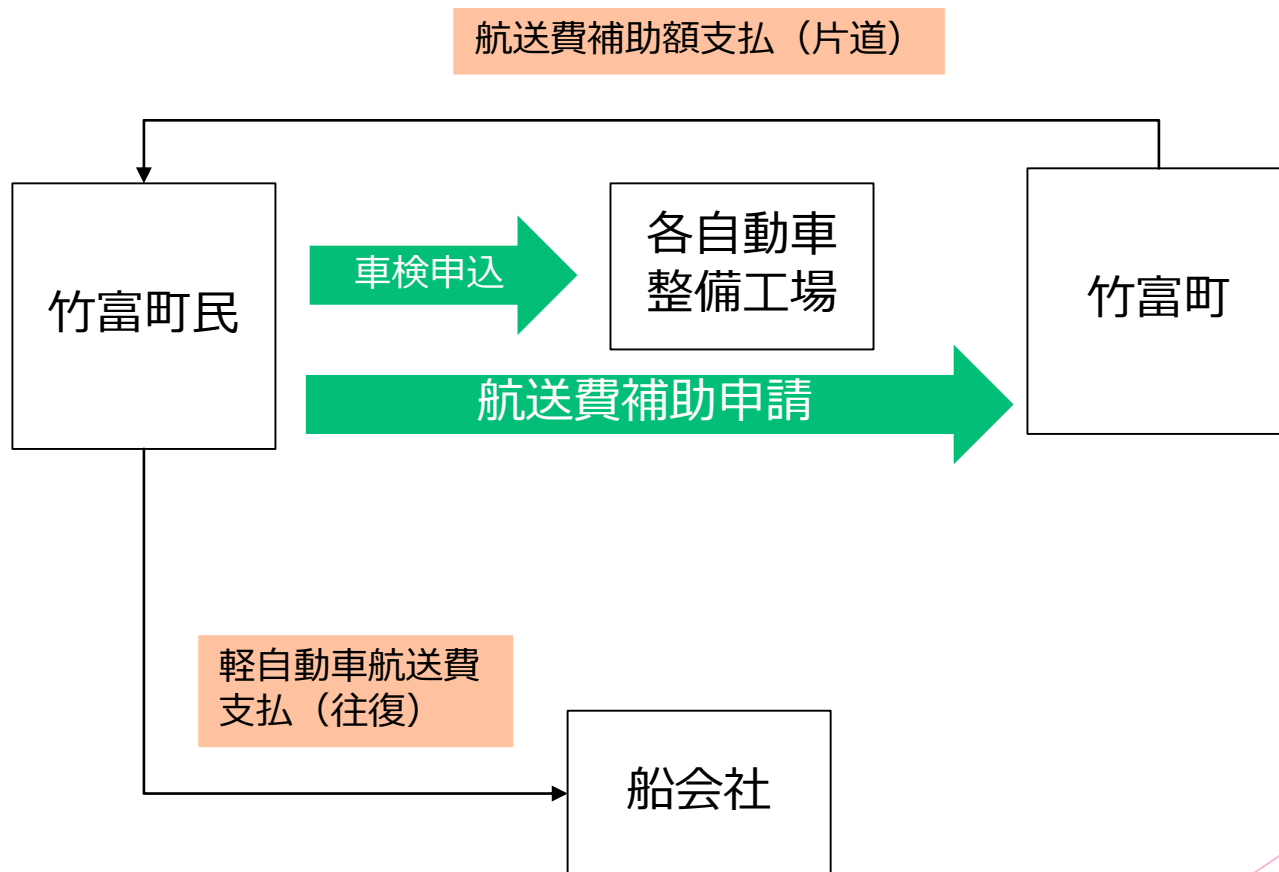 航送費補助額支払（片道）
竹富町民
車検申込
各自動車
整備工場
竹富町
航送費補助申請
軽自動車航送費
支払（往復）
船会社